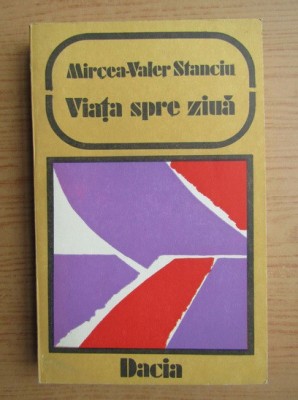 Mircea-Valer Stanciu
Viața spre ziuă
Dacia